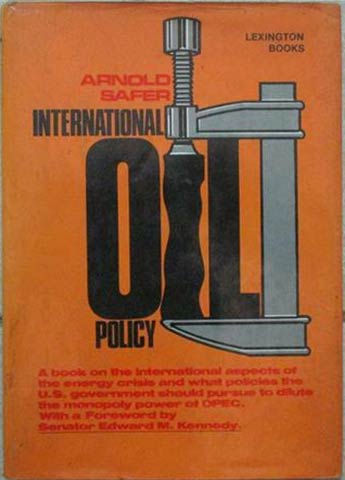 LEXINGTON
BOOKS
ARNOLD
SAFER
INTERNATIONAL
OIL
POLICY
A book on the international aspects of
the energy crisis and what policies the
U.S. government should pursue to dilute
the monopoly power of OPEC.
With a Foreword by
Senator Edward M. Kennedy.